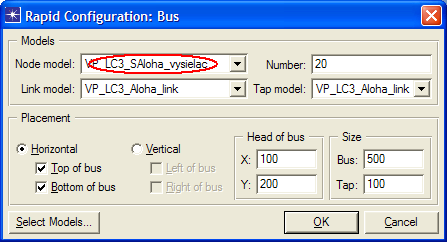 Rapid Configuration: Bus
Models
Node model: VP_LC3_SAloha_vysielac Number: 20
Link model: VP_LC3_Aloha_link Tap model: VP_LC3_Aloha_link
Placement
Horizontal Vertical Head of bus Size
Top of bus Left of bus X: 100 Bus: 500
Bottom of bus Right of bus Y: 200 Tap: 100
Select Models... OK Cancel